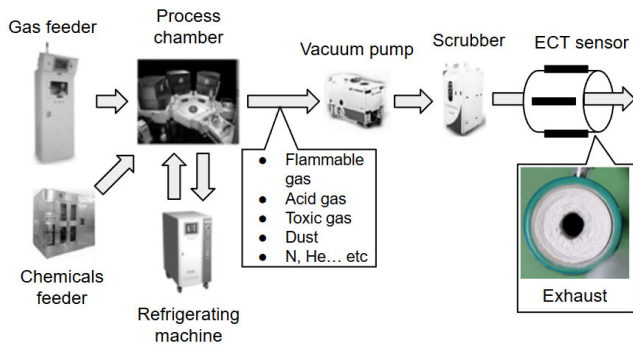 Gas feeder
Process
chamber
Vacuum pump
Scrubber
ECT sensor
● Flammable
gas
● Acid gas
● Toxic gas
● Dust
● N, He... etc
Chemicals
feeder
Refrigerating
machine
Exhaust